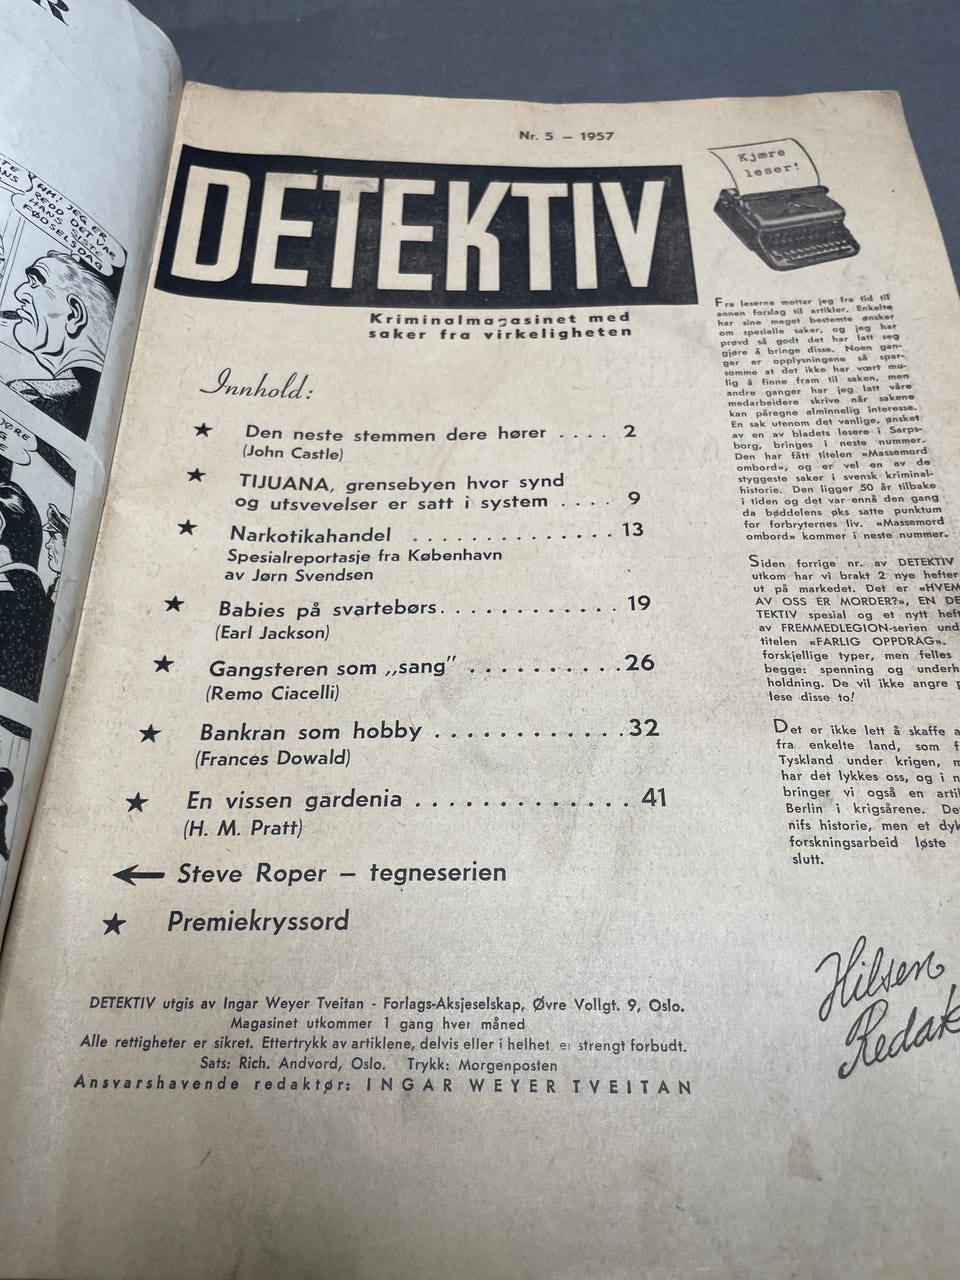 HM! JEG ER
REDD DET VAR
HANS SISTE
FØDSELSDAG
Nr. 5 – 1957
DETEKTIV
Kriminalmagasinet med
saker fra virkeligheten
Innhold:
★ Den neste stemmen dere hører .... 2
(John Castle)
★ TIJUANA, grensebyen hvor synd
og utsvevelser er satt i system .... 9
★ Narkotikahandel .............. 13
Spesialreportasje fra København
av Jørn Svendsen
★ Babies på svartebørs............ 19
(Earl Jackson)
★ Gangsteren som „sang” .......... 26
(Remo Ciacelli)
★ Bankran som hobby ............ 32
(Frances Dowald)
★ En vissen gardenia ............. 41
(H. M. Pratt)
← Steve Roper – tegneserien
★ Premiekryssord
DETEKTIV utgis av Ingar Weyer Tveitan - Forlags-Aksjeselskap, Øvre Vollgt. 9, Oslo.
Magasinet utkommer 1 gang hver måned
Alle rettigheter er sikret. Ettertrykk av artiklene, delvis eller i helhet er strengt forbudt.
Sats: Rich. Andvord, Oslo. Trykk: Morgenposten
Ansvarshavende redaktør: INGAR WEYER TVEITAN
Kjære
leser!
Fra leserne mottar jeg fra tid til
annen forslag til artikler. Enkelte
har sine meget bestemte ønsker
om spesielle saker, og jeg har
prøvd så godt det har latt seg
gjøre å bringe disse. Noen gan-
ger er opplysningene så spar-
somme at det ikke har vært mu-
lig å finne fram til saken, men
andre ganger har jeg latt våre
medarbeidere skrive når sakene
kan påregne alminnelig interesse.
En sak utenom det vanlige, ønsket
av en av bladets lesere i Sarps-
borg, bringes i neste nummer.
Den har fått titelen «Massemord
ombord», og er vel en av de
styggeste saker i svensk kriminal-
historie. Den ligger 50 år tilbake
i tiden og det var ennå den gang
da bøddelens øks satte punktum
for forbryternes liv. «Massemord
ombord» kommer i neste nummer.
Siden forrige nr. av DETEKTIV
utkom har vi brakt 2 nye hefter
ut på markedet. Det er «HVEM
AV OSS ER MORDER?», EN DE
TEKTIV spesial og et nytt heft
av FREMMEDLEGION-serien und
titelen «FARLIG OPPDRAG».
forskjellige typer, men felles
begge: spenning og underh
holdning. De vil ikke angre p
lese disse to!
Det er ikke lett å skaffe a
fra enkelte land, som f
Tyskland under krigen, m
har det lykkes oss, og i n
bringer vi også en artil
Berlin i krigsårene. De
nifs historie, men et dyk
forskningsarbeid løste
slutt.
Hilsen
Redak